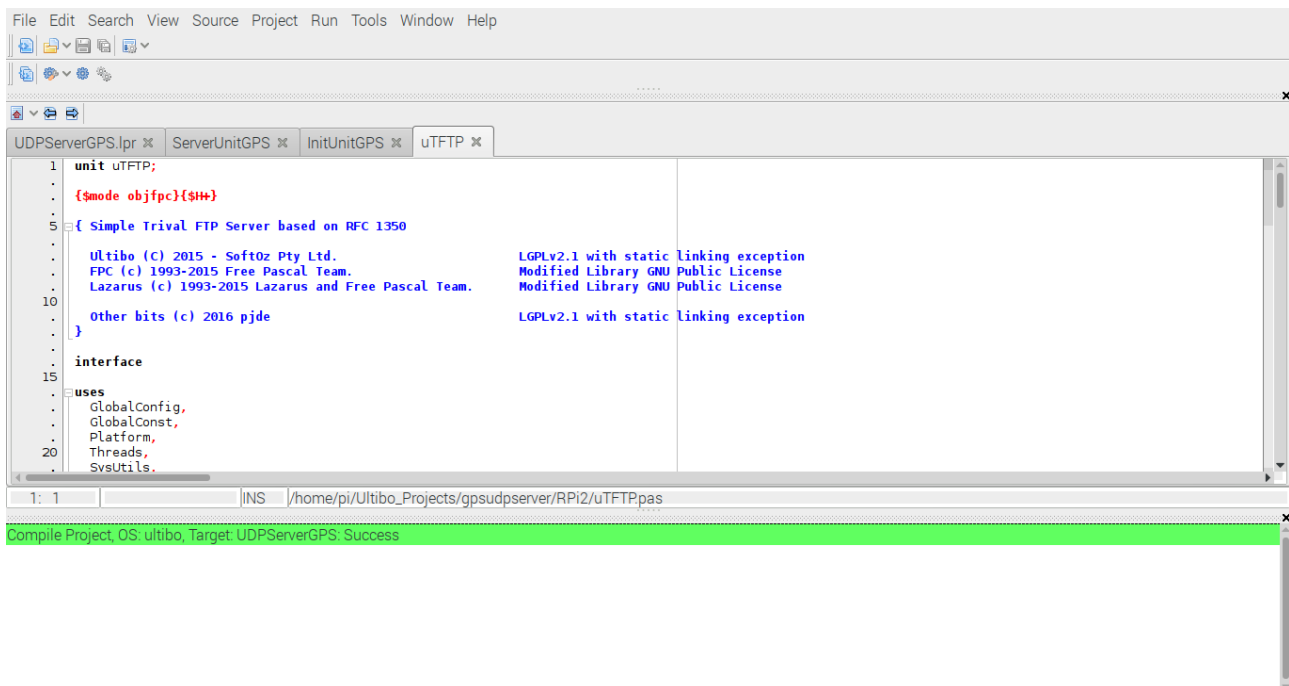 File Edit Search View Source Project Run Tools Window Help
UDPServerGPS.lpr ServerUnitGPS InitUnitGPS uTFTP
1 unit uTFTP;
.
. {$mode objfpc}{$H+}
.
5 { Simple Trival FTP Server based on RFC 1350
.
. Ultibo (C) 2015 - SoftOz Pty Ltd. LGPLv2.1 with static linking exception
. FPC (c) 1993-2015 Free Pascal Team. Modified Library GNU Public License
. Lazarus (c) 1993-2015 Lazarus and Free Pascal Team. Modified Library GNU Public License
10
. Other bits (c) 2016 pjde LGPLv2.1 with static linking exception
. }
.
. interface
15
. uses
. GlobalConfig,
. GlobalConst,
. Platform,
20 Threads,
. SysUtils,
1: 1 INS /home/pi/Ultibo_Projects/gpsudpserver/RPi2/uTFTP.pas
Compile Project, OS: ultibo, Target: UDPServerGPS: Success